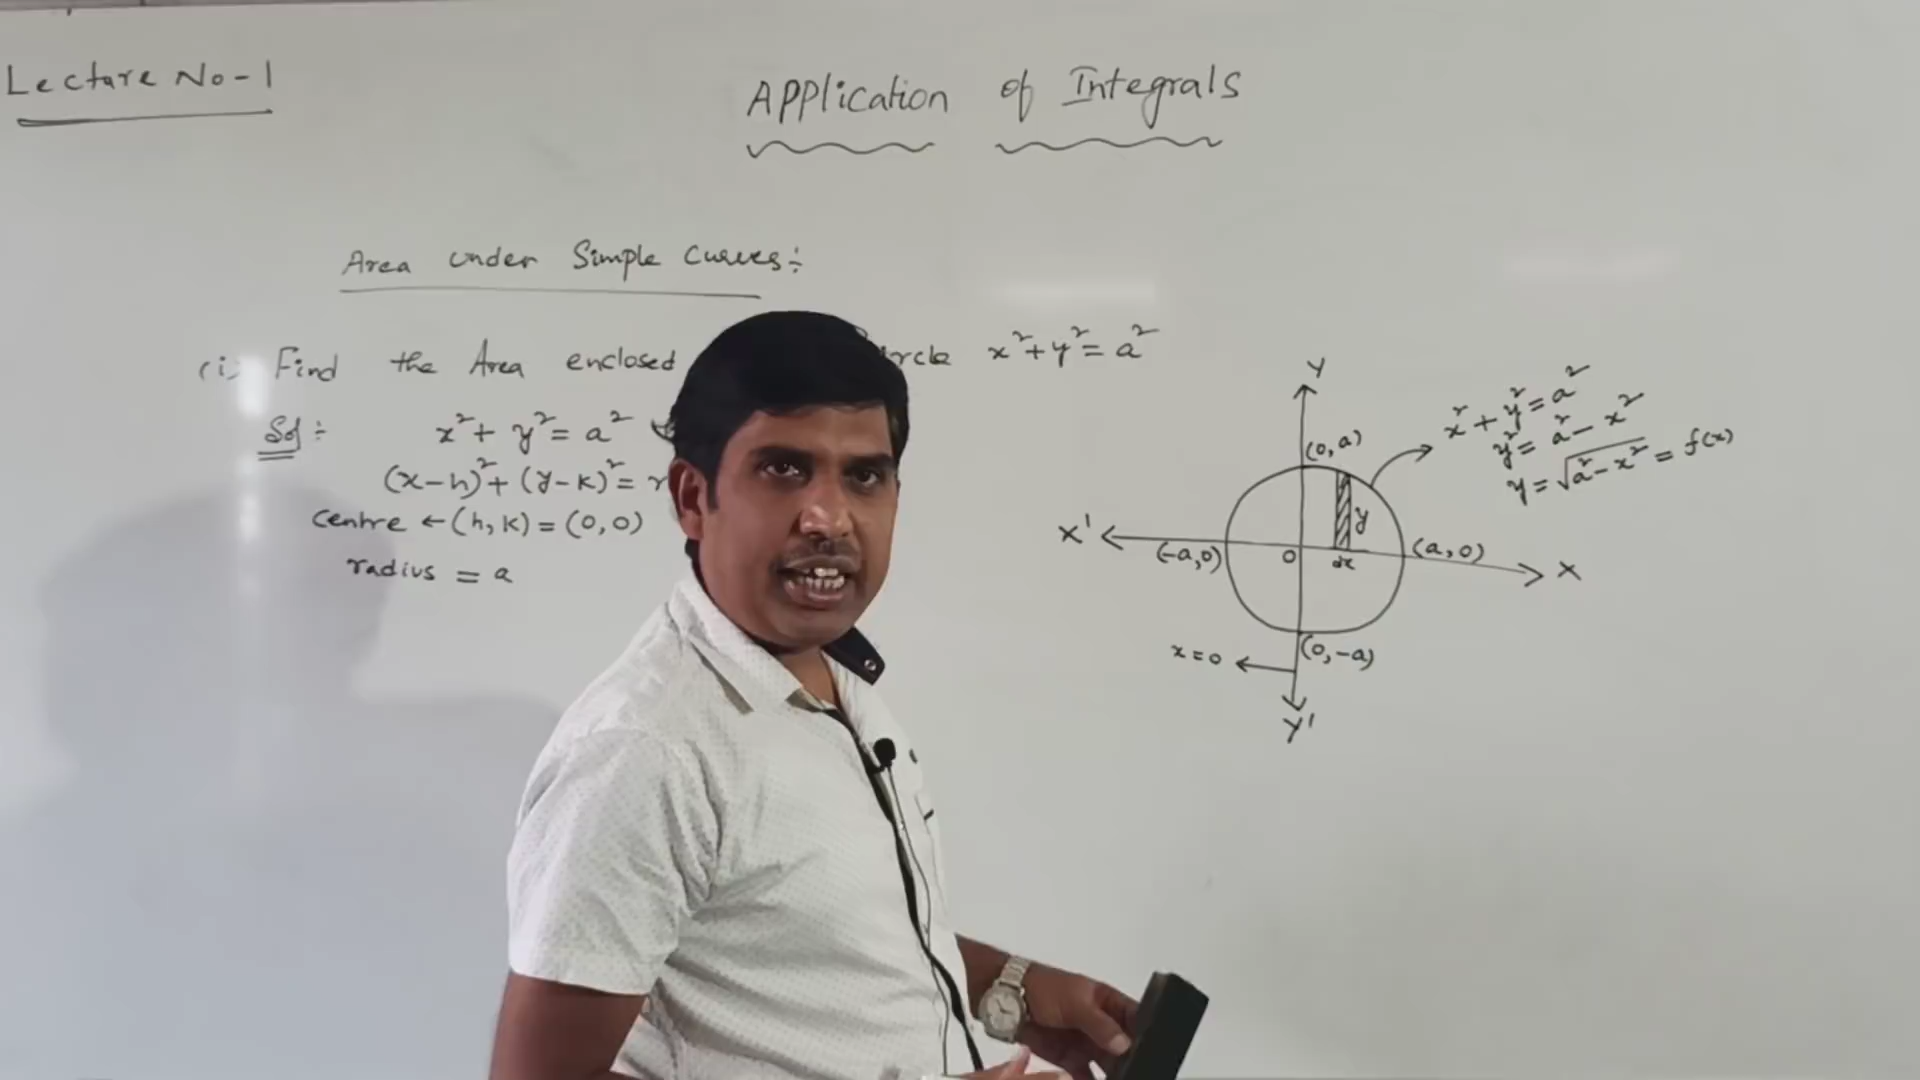 Lecture No-1
Application of Integrals
Area under Simple Curves:-
(i) Find the Area enclosed x²+y²=a²
Sol:- x²+y²=a²
(x-h)²+(y-k)²=
Centre ←(h,k)=(0,0)
radius = a
Y
(0,a)
x²+y²=a²
y²=a²-x²
y=√a²-x² = f(x)
X'
(-a,0)
0
y
dx
(a,0)
X
x=0
(0,-a)
Y'